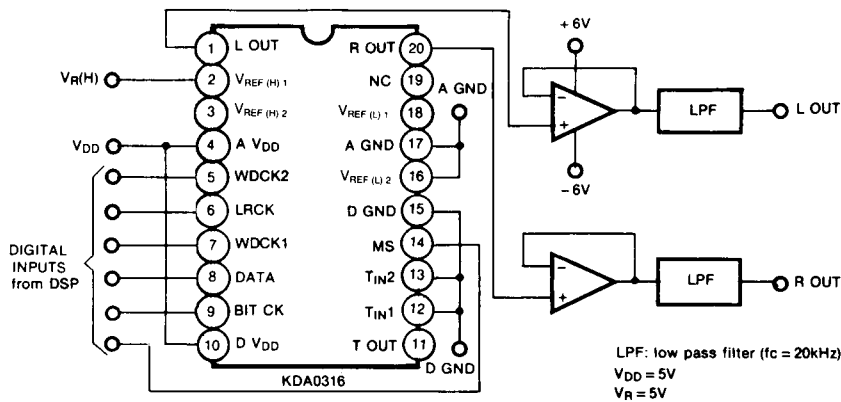 + 6V
1 L OUT
R OUT 20
VR(H)
2 VREF (H) 1
NC 19
A GND
3 VREF (H) 2
VREF (L) 1 18
LPF
L OUT
VDD
4 A VDD
A GND 17
5 WDCK2
VREF (L) 2 16
- 6V
6 LRCK
D GND 15
DIGITAL
INPUTS
from DSP
7 WDCK1
MS 14
8 DATA
TIN2 13
LPF
R OUT
9 BIT CK
TIN1 12
10 D VDD
T OUT 11
D GND
KDA0316
LPF: low pass filter (fc = 20kHz)
VDD = 5V
VR = 5V
- +
- +